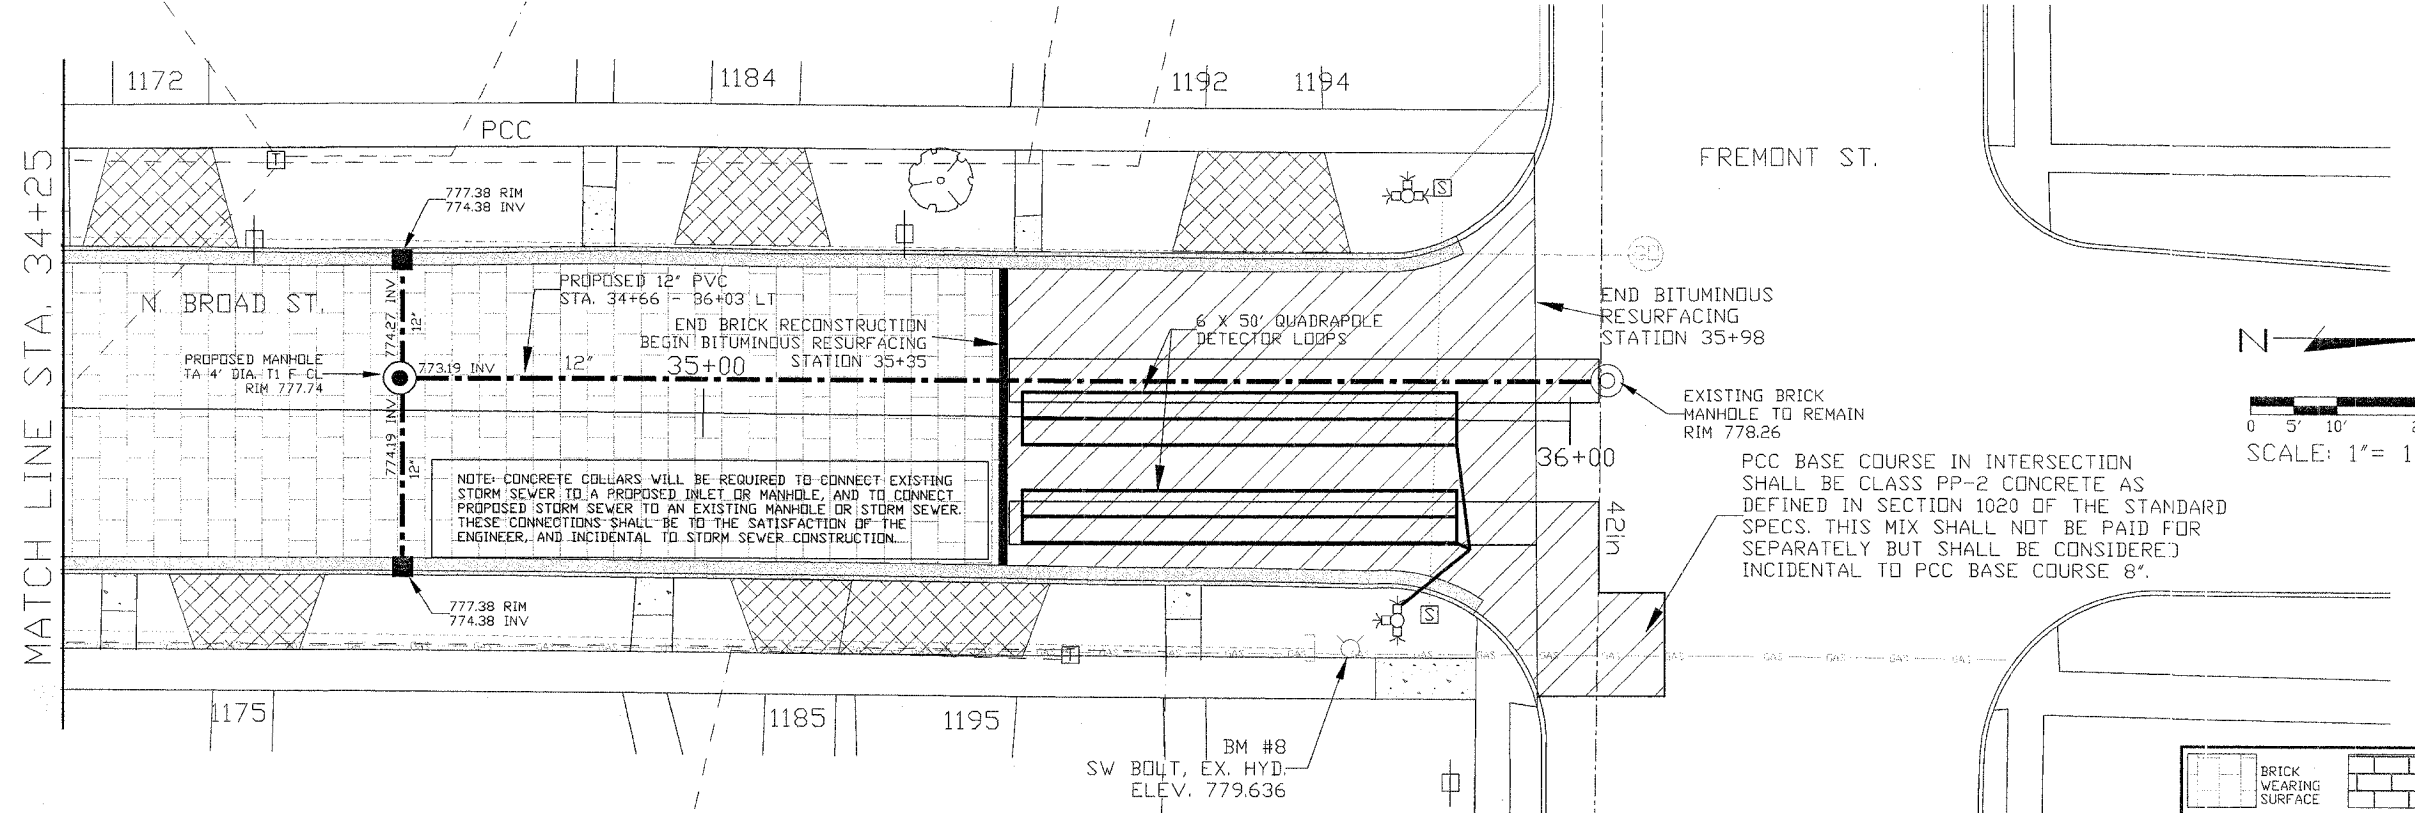 1172
1184
1192
1194
PCC
FREMONT ST.
T
777.38 RIM
774.38 INV
S
MATCH LINE STA. 34+25
N. BROAD ST.
774.27 INV
12"
PROPOSED 12" PVC
STA. 34+66 - 36+03 LT
END BRICK RECONSTRUCTION
BEGIN BITUMINOUS RESURFACING
STATION 35+35
6 X 50' QUADRAPOLE
DETECTOR LOOPS
END BITUMINOUS
RESURFACING
STATION 35+98
PROPOSED MANHOLE
TA 4' DIA. T1 F CL
RIM 777.74
773.19 INV
12"
35+00
774.19 INV
12"
EXISTING BRICK
MANHOLE TO REMAIN
RIM 778.26
N
0 5' 10'
SCALE: 1"= 1
36+00
42in
NOTE: CONCRETE COLLARS WILL BE REQUIRED TO CONNECT EXISTING
STORM SEWER TO A PROPOSED INLET OR MANHOLE, AND TO CONNECT
PROPOSED STORM SEWER TO AN EXISTING MANHOLE OR STORM SEWER.
THESE CONNECTIONS SHALL BE TO THE SATISFACTION OF THE
ENGINEER, AND INCIDENTAL TO STORM SEWER CONSTRUCTION.
PCC BASE COURSE IN INTERSECTION
SHALL BE CLASS PP-2 CONCRETE AS
DEFINED IN SECTION 1020 OF THE STANDARD
SPECS. THIS MIX SHALL NOT BE PAID FOR
SEPARATELY BUT SHALL BE CONSIDERED
INCIDENTAL TO PCC BASE COURSE 8".
777.38 RIM
774.38 INV
S
T
GAS GAS GAS GAS GAS GAS
1175
1185
1195
BM #8
SW BOLT, EX. HYD.
ELEV. 779.636
BRICK
WEARING
SURFACE